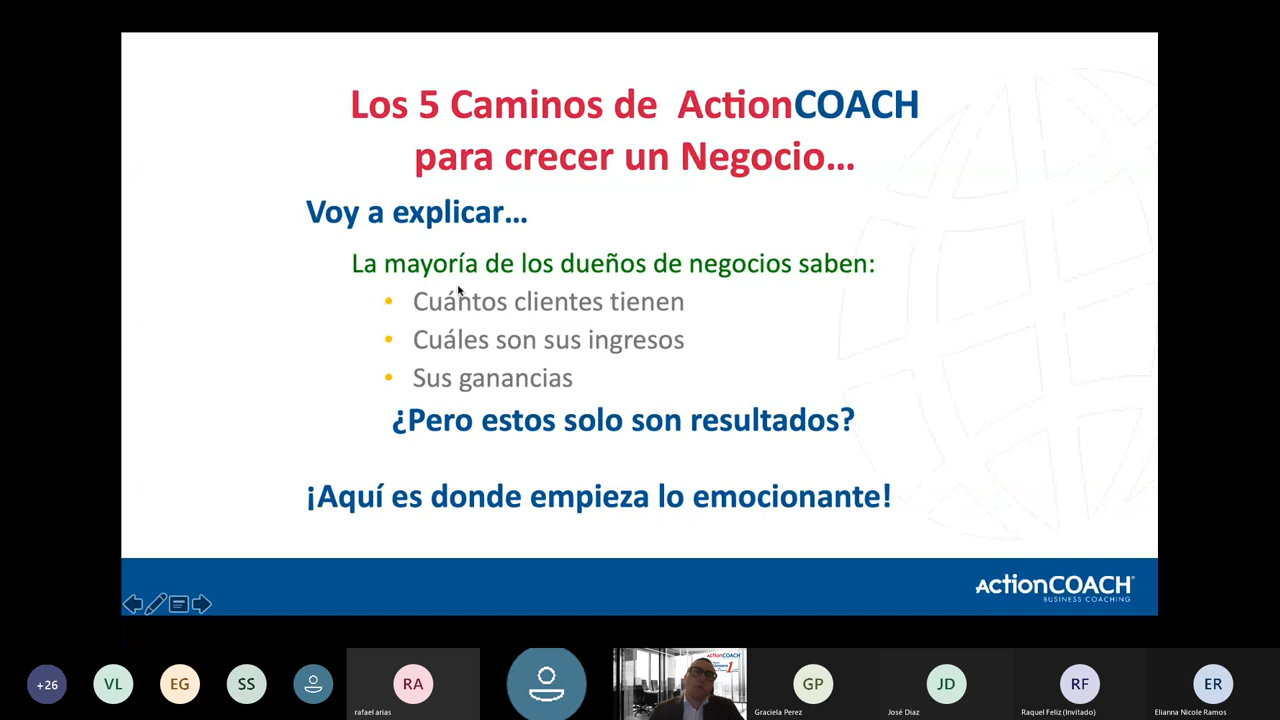 Los 5 Caminos de ActionCOACH
para crecer un Negocio...
Voy a explicar...
La mayoría de los dueños de negocios saben:
• Cuántos clientes tienen
• Cuáles son sus ingresos
• Sus ganancias
¿Pero estos solo son resultados?
¡Aquí es donde empieza lo emocionante!
ActionCOACH®
BUSINESS COACHING
+26
VL
EG
SS
RA
rafael arias
ActionCOACH
1
GP
Graciela Perez
JD
José Diaz
RF
Raquel Feliz (Invitado)
ER
Elianna Nicole Ramos